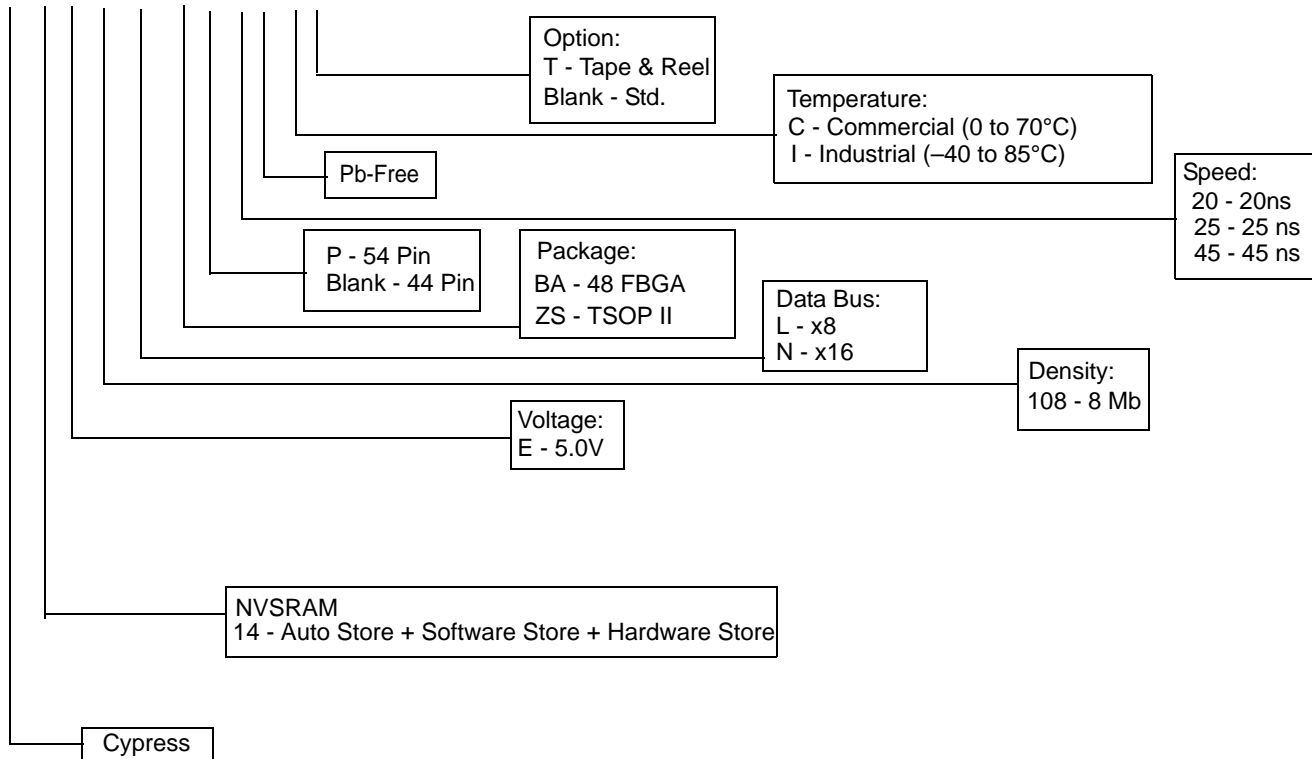 Option:
T - Tape & Reel
Blank - Std.
Temperature:
C - Commercial (0 to 70°C)
I - Industrial (–40 to 85°C)
Pb-Free
Speed:
20 - 20ns
25 - 25 ns
45 - 45 ns
P - 54 Pin
Blank - 44 Pin
Package:
BA - 48 FBGA
ZS - TSOP II
Data Bus:
L - x8
N - x16
Density:
108 - 8 Mb
Voltage:
E - 5.0V
NVSRAM
14 - Auto Store + Software Store + Hardware Store
Cypress